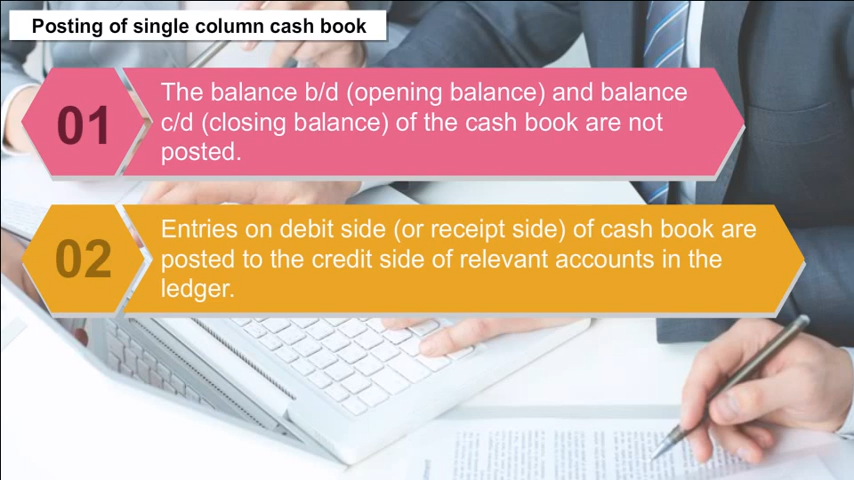 Posting of single column cash book
01
The balance b/d (opening balance) and balance
c/d (closing balance) of the cash book are not
posted.
02
Entries on debit side (or receipt side) of cash book are
posted to the credit side of relevant accounts in the
ledger.